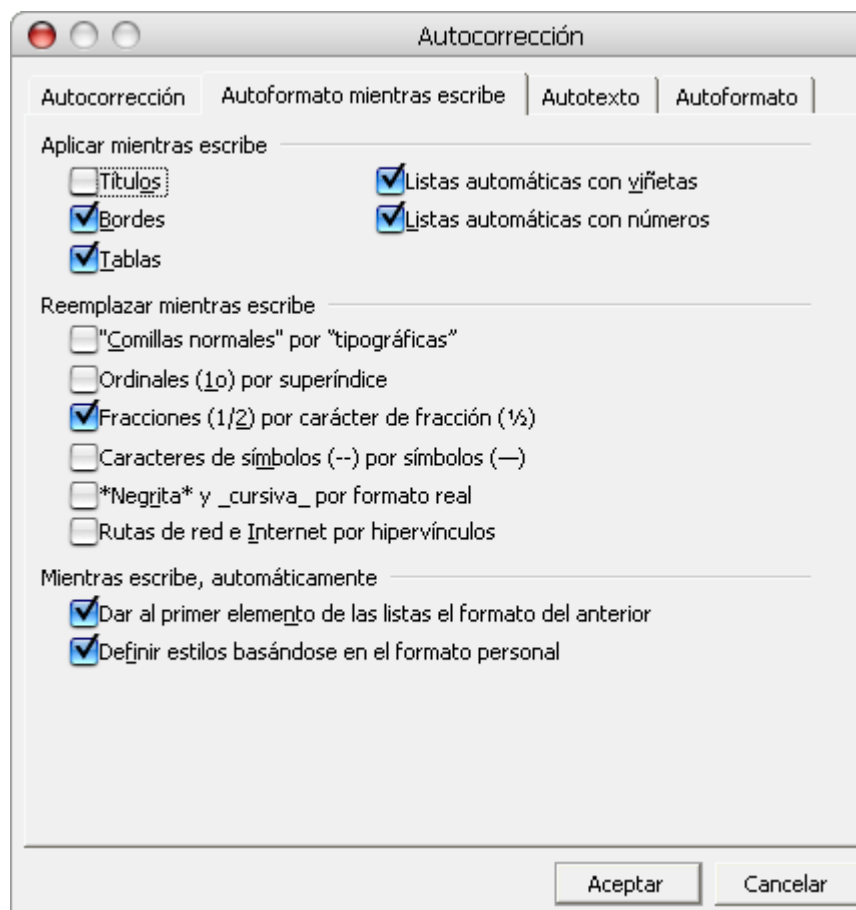 Autocorrección
Autocorrección Autoformato mientras escribe Autotexto Autoformato
Aplicar mientras escribe
Títulos Listas automáticas con viñetas
Bordes Listas automáticas con números
Tablas
Reemplazar mientras escribe
"Comillas normales" por “tipográficas”
Ordinales (1o) por superíndice
Fracciones (1/2) por carácter de fracción (½)
Caracteres de símbolos (--) por símbolos (—)
*Negrita* y _cursiva_ por formato real
Rutas de red e Internet por hipervínculos
Mientras escribe, automáticamente
Dar al primer elemento de las listas el formato del anterior
Definir estilos basándose en el formato personal
Aceptar Cancelar